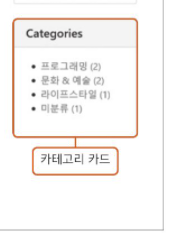 Categories
프로그래밍 (2)
문화 & 예술 (2)
라이프스타일 (1)
미분류 (1)
카테고리 카드